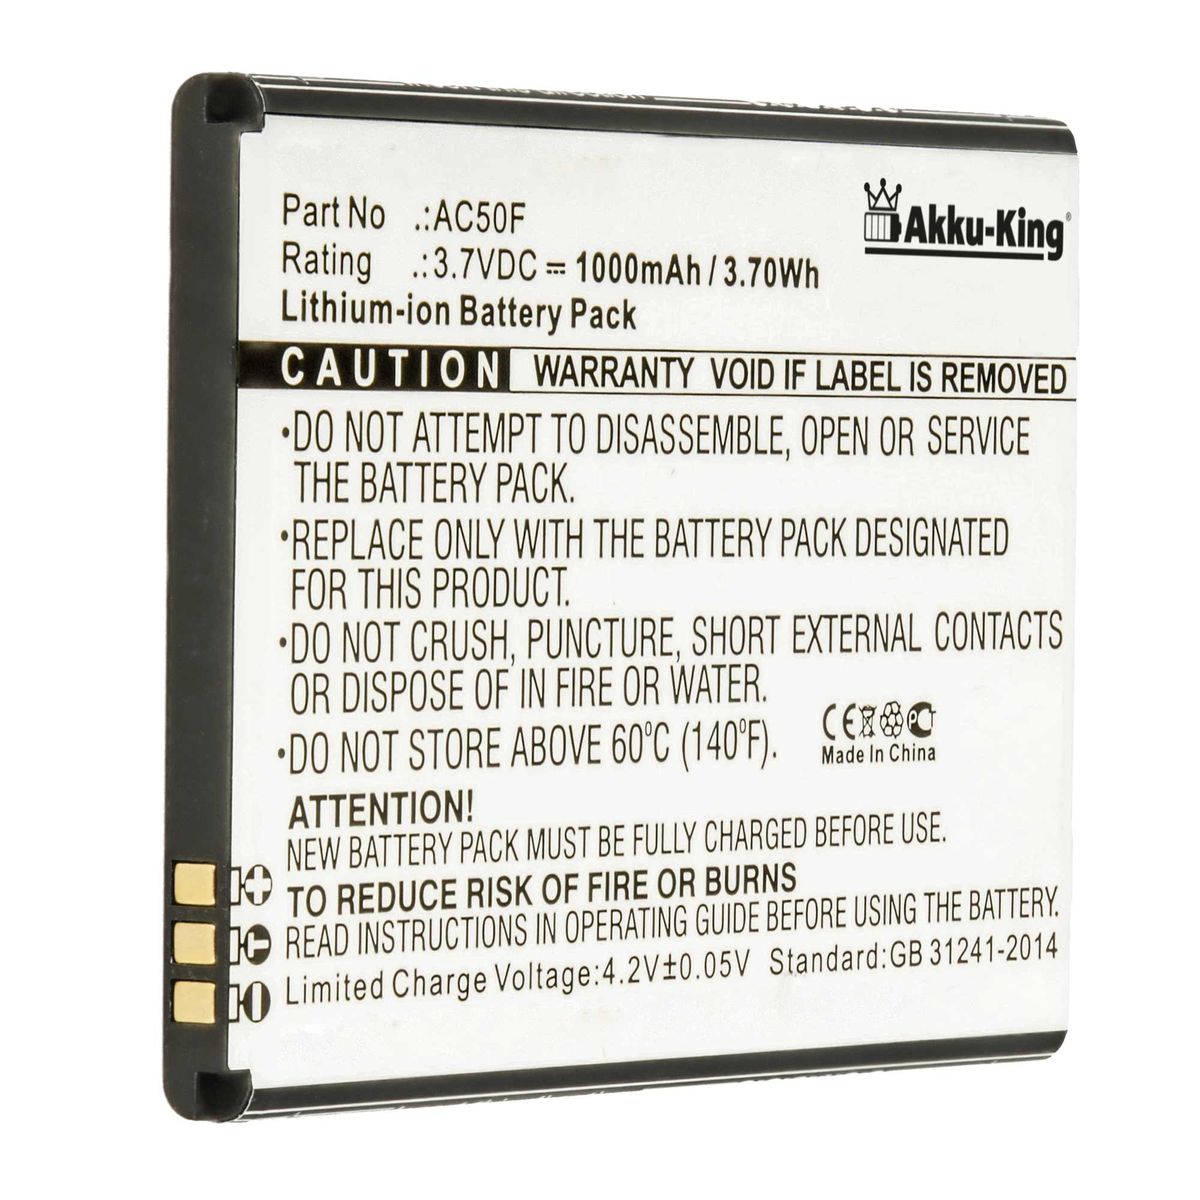 Akku-King®
Part No .:AC50F
Rating .:3.7VDC ⎓ 1000mAh / 3.70Wh
Lithium-ion Battery Pack
CAUTION WARRANTY VOID IF LABEL IS REMOVED
•DO NOT ATTEMPT TO DISASSEMBLE, OPEN OR SERVICE
THE BATTERY PACK.
•REPLACE ONLY WITH THE BATTERY PACK DESIGNATED
FOR THIS PRODUCT.
•DO NOT CRUSH, PUNCTURE, SHORT EXTERNAL CONTACTS
OR DISPOSE OF IN FIRE OR WATER.
•DO NOT STORE ABOVE 60°C (140°F).
CE PCT
Made In China
ATTENTION!
NEW BATTERY PACK MUST BE FULLY CHARGED BEFORE USE.
TO REDUCE RISK OF FIRE OR BURNS
READ INSTRUCTIONS IN OPERATING GUIDE BEFORE USING THE BATTERY.
Limited Charge Voltage:4.2V±0.05V Standard:GB 31241-2014
+
T
-